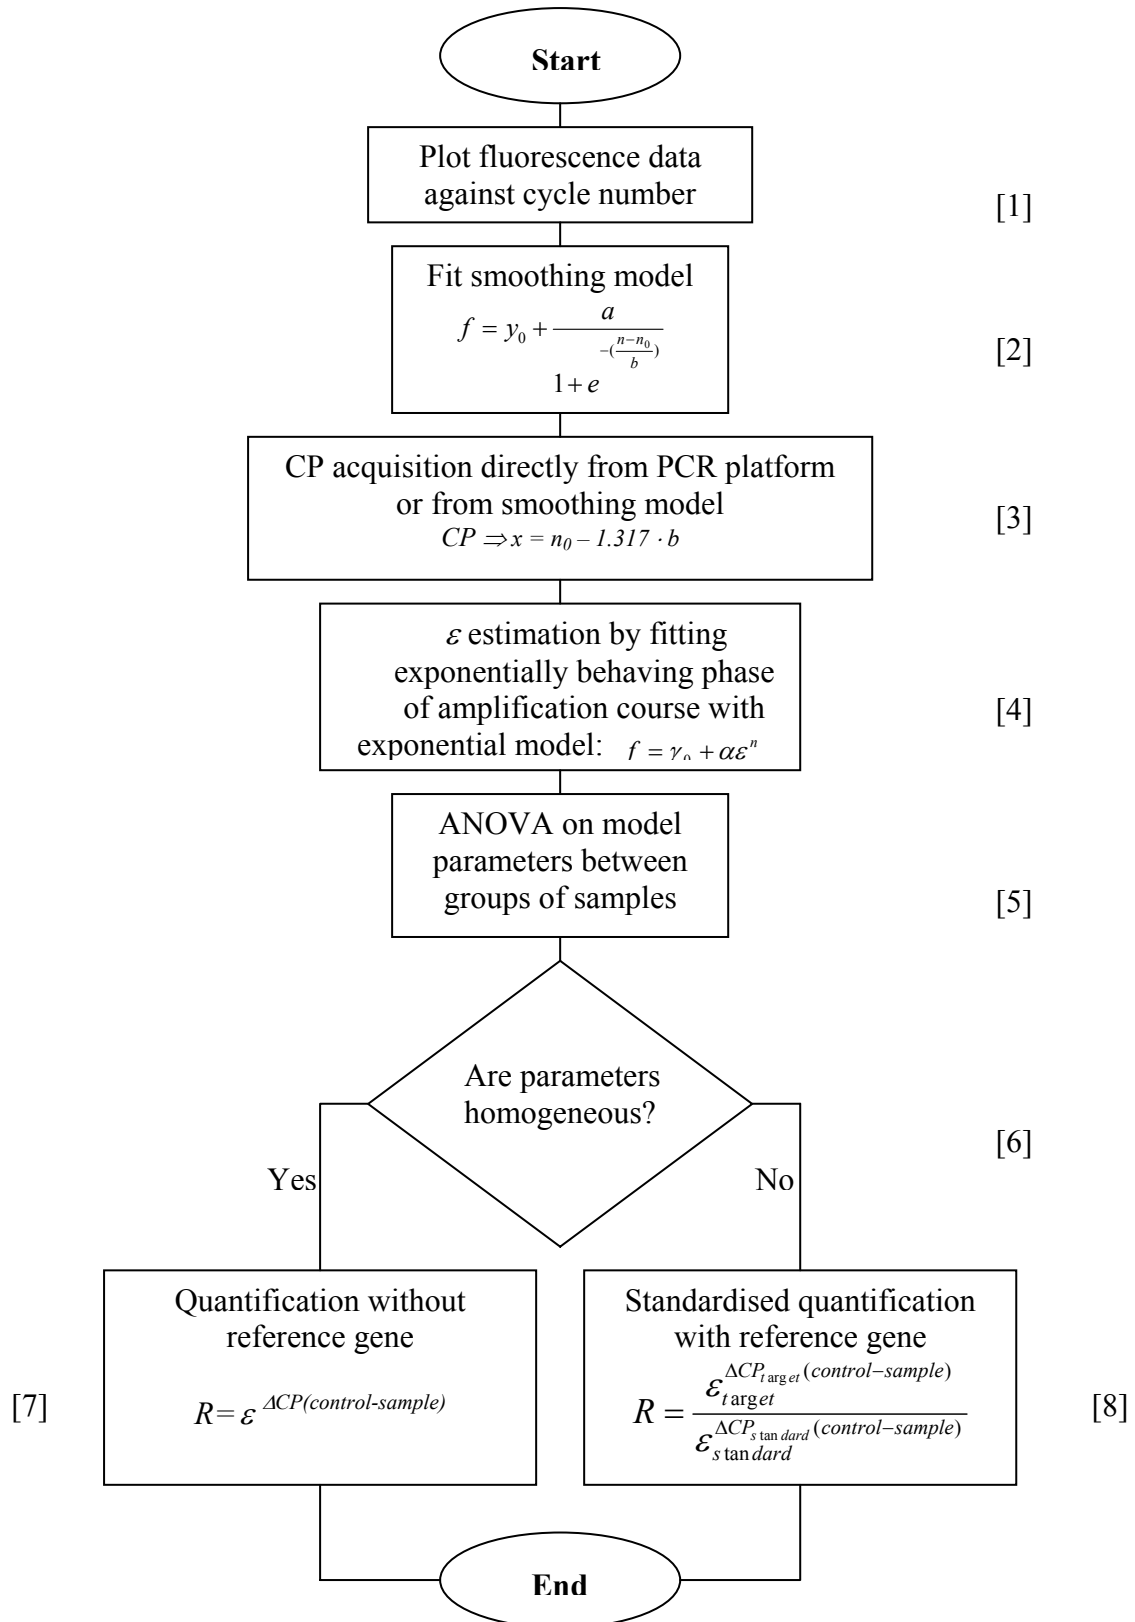 Start
Plot fluorescence data
against cycle number
[1]
Fit smoothing model
f = y₀ + a / (1 + e^(-((n-n₀)/b)))
[2]
CP acquisition directly from PCR platform
or from smoothing model
CP ⇒ x = n₀ – 1.317 · b
[3]
ε estimation by fitting
exponentially behaving phase
of amplification course with
exponential model: f = γ₀ + αεⁿ
[4]
ANOVA on model
parameters between
groups of samples
[5]
Are parameters
homogeneous?
[6]
Yes
No
Quantification without
reference gene
R = ε^ΔCP(control-sample)
[7]
Standardised quantification
with reference gene
R = ε_target^(ΔCP_target(control–sample)) / ε_standard^(ΔCP_standard(control–sample))
[8]
End